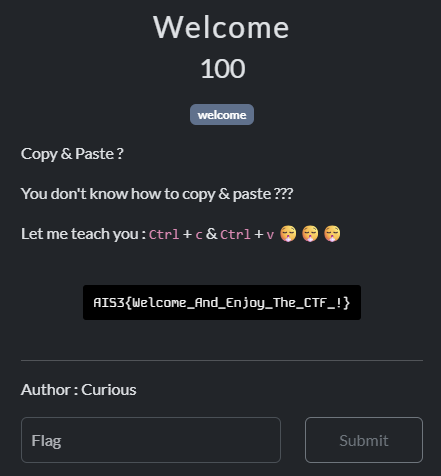 Welcome
100
welcome
Copy & Paste ?
You don't know how to copy & paste ???
Let me teach you : Ctrl + c & Ctrl + v 😴 😴 😴
AIS3{Welcome_And_Enjoy_The_CTF_!}
Author : Curious
Flag
Submit